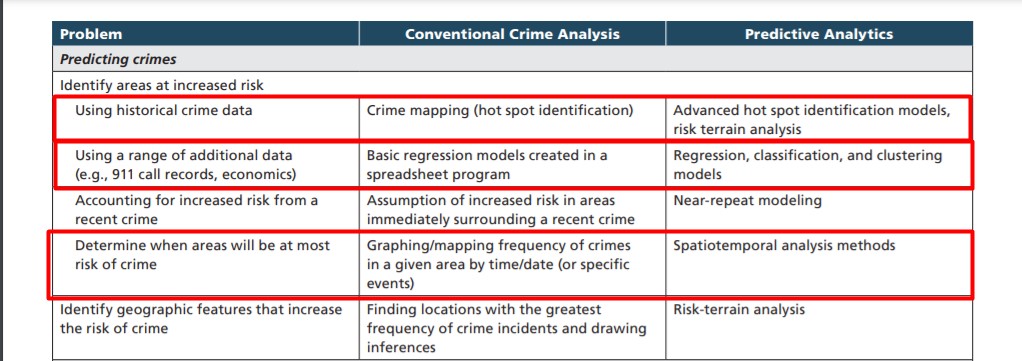 Problem
Conventional Crime Analysis
Predictive Analytics
Predicting crimes
Identify areas at increased risk
Using historical crime data
Crime mapping (hot spot identification)
Advanced hot spot identification models,
risk terrain analysis
Using a range of additional data
(e.g., 911 call records, economics)
Basic regression models created in a
spreadsheet program
Regression, classification, and clustering
models
Accounting for increased risk from a
recent crime
Assumption of increased risk in areas
immediately surrounding a recent crime
Near-repeat modeling
Determine when areas will be at most
risk of crime
Graphing/mapping frequency of crimes
in a given area by time/date (or specific
events)
Spatiotemporal analysis methods
Identify geographic features that increase
the risk of crime
Finding locations with the greatest
frequency of crime incidents and drawing
inferences
Risk-terrain analysis